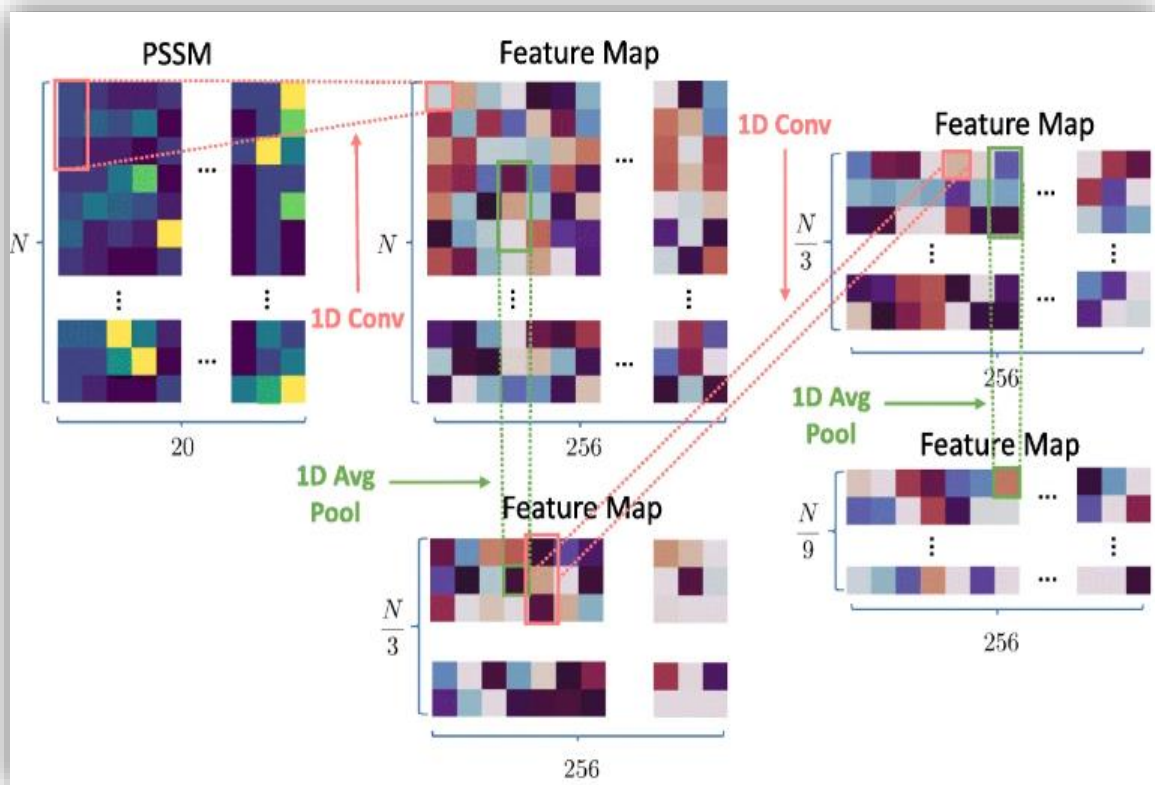 PSSM
N
...
20
1D Conv
Feature Map
N
...
256
1D Avg
Pool
Feature Map
N
3
256
1D Conv
Feature Map
N
3
...
256
1D Avg
Pool
Feature Map
N
9
...
256